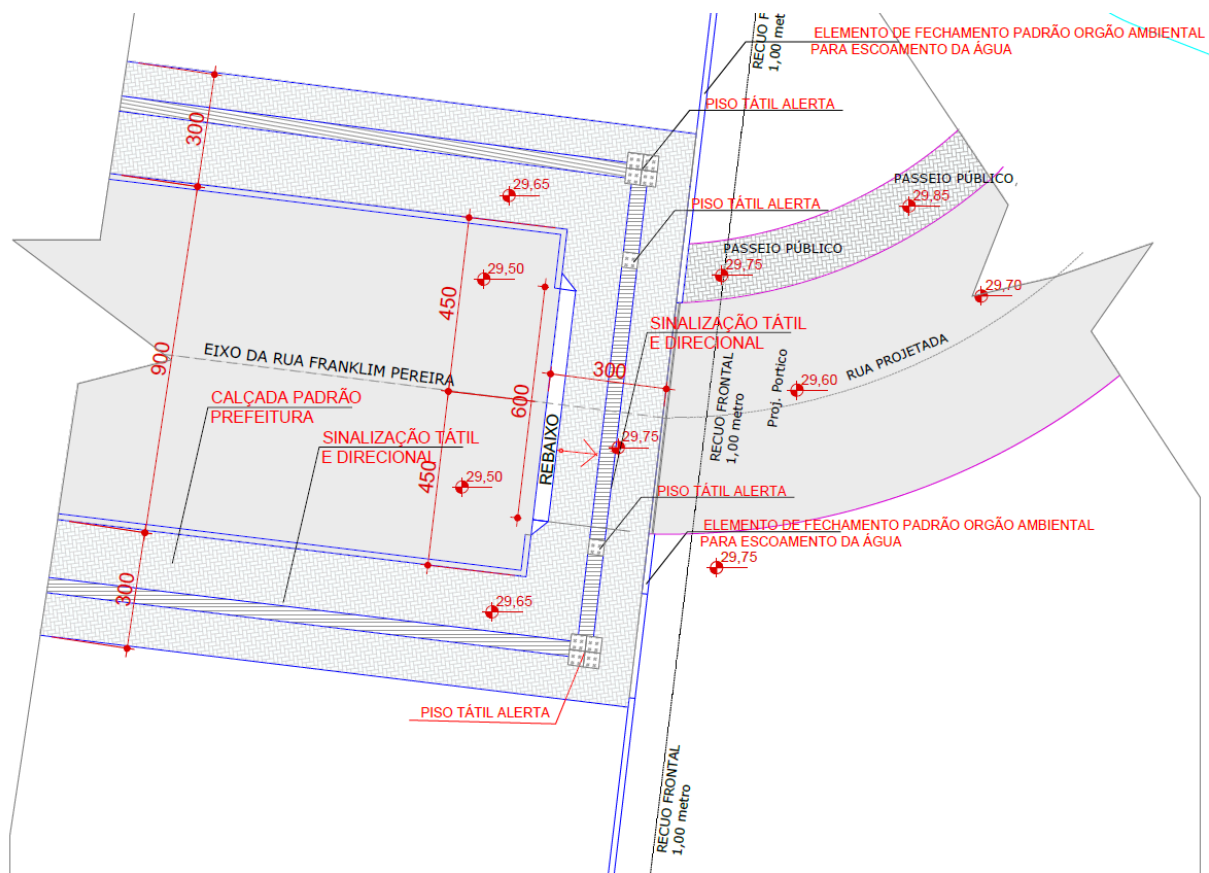 RECUO F
1,00 met
ELEMENTO DE FECHAMENTO PADRÃO ORGÃO AMBIENTAL
PARA ESCOAMENTO DA ÁGUA
PISO TÁTIL ALERTA
300
29,65
PISO TÁTIL ALERTA
PASSEIO PÚBLICO
29,85
PASSEIO PÚBLICO
29,50
29,75
29,70
450
SINALIZAÇÃO TÁTIL
E DIRECIONAL
900
EIXO DA RUA FRANKLIM PEREIRA
300
RUA PROJETADA
RECUO FRONTAL
1,00 metro
Proj. Portico
29,60
600
CALÇADA PADRÃO
PREFEITURA
REBAIXO
29,75
SINALIZAÇÃO TÁTIL
E DIRECIONAL
450
29,50
PISO TÁTIL ALERTA
ELEMENTO DE FECHAMENTO PADRÃO ORGÃO AMBIENTAL
PARA ESCOAMENTO DA ÁGUA
29,75
300
29,65
PISO TÁTIL ALERTA
RECUO FRONTAL
1,00 metro